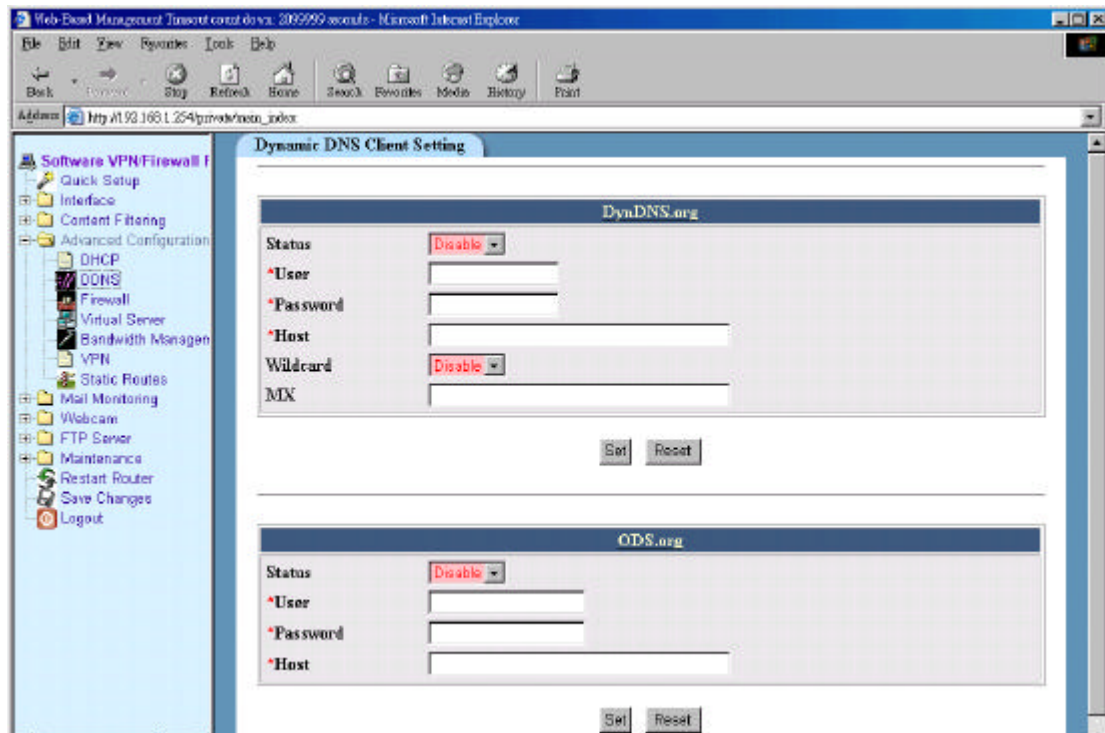 Web-Based Management Timeout count down: 2099999 seconds - Microsoft Internet Explorer
File Edit View Favorites Tools Help
Back Forward Stop Refresh Home Search Favorites Media History Print
Address http://192.168.1.254/private/main_index
Software VPN/Firewall
Quick Setup
Interface
Content Filtering
Advanced Configuration
DHCP
DDNS
Firewall
Virtual Server
Bandwidth Managem
VPN
Static Routes
Mail Monitoring
Webcam
FTP Server
Maintenance
Restart Router
Save Changes
Logout
Dynamic DNS Client Setting
DynDNS.org
Status Disable
*User
*Password
*Host
Wildcard Disable
MX
Set Reset
ODS.org
Status Disable
*User
*Password
*Host
Set Reset